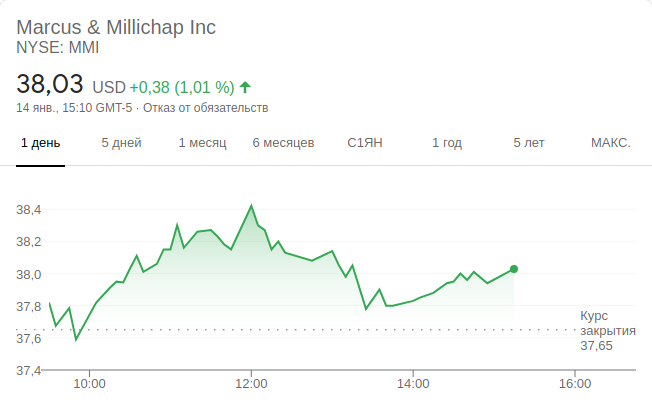 Marcus & Millichap Inc
NYSE: MMI
38,03 USD +0,38 (1,01 %)
14 янв., 15:10 GMT-5 · Отказ от обязательств
1 день 5 дней 1 месяц 6 месяцев С1ЯН 1 год 5 лет МАКС.
38,4
38,2
38,0
37,8
37,6
37,4
Курс
закрытия
37,65
10:00 12:00 14:00 16:00